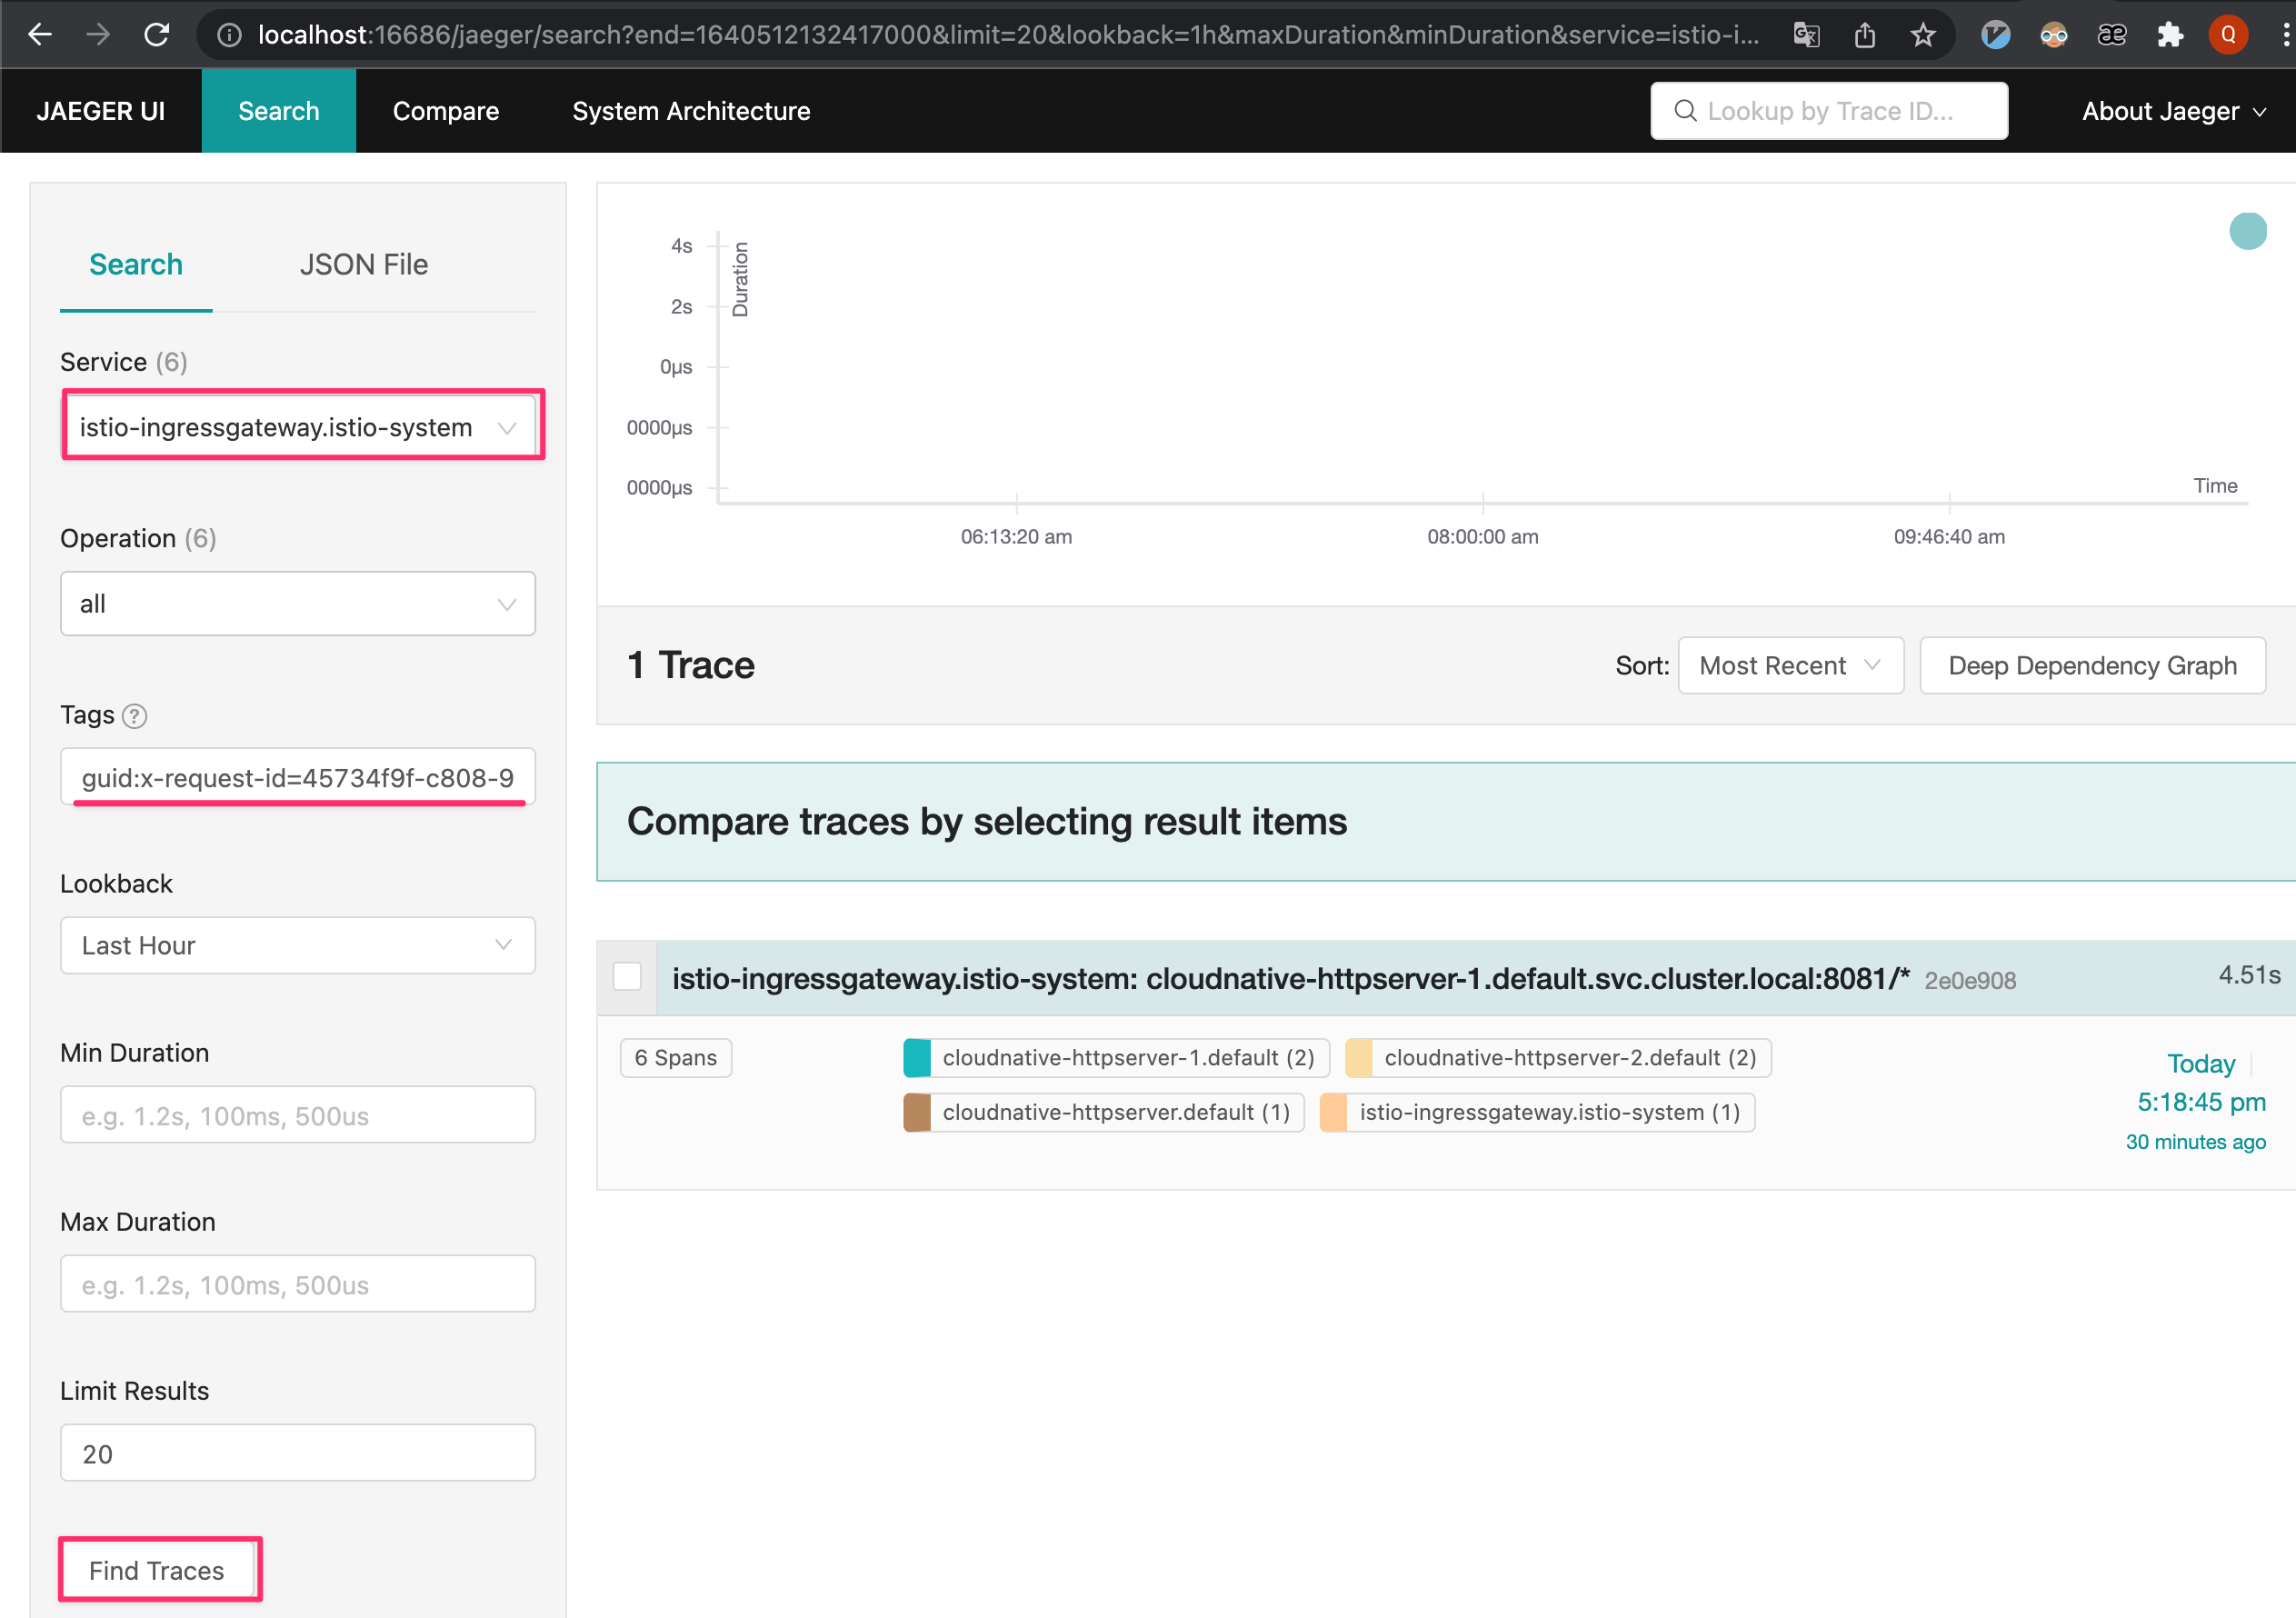 localhost:16686/jaeger/search?end=1640512132417000&limit=20&lookback=1h&maxDuration&minDuration&service=istio-i...
Q
JAEGER UI
Search
Compare
System Architecture
Lookup by Trace ID...
About Jaeger
Search
JSON File
Service (6)
istio-ingressgateway.istio-system
Operation (6)
all
Tags ?
guid:x-request-id=45734f9f-c808-9
Lookback
Last Hour
Min Duration
e.g. 1.2s, 100ms, 500us
Max Duration
e.g. 1.2s, 100ms, 500us
Limit Results
20
Find Traces
Duration
4s
2s
0μs
0000μs
0000μs
Time
06:13:20 am
08:00:00 am
09:46:40 am
1 Trace
Sort: Most Recent
Deep Dependency Graph
Compare traces by selecting result items
istio-ingressgateway.istio-system: cloudnative-httpserver-1.default.svc.cluster.local:8081/* 2e0e908
4.51s
6 Spans
cloudnative-httpserver-1.default (2)
cloudnative-httpserver-2.default (2)
cloudnative-httpserver.default (1)
istio-ingressgateway.istio-system (1)
Today
5:18:45 pm
30 minutes ago